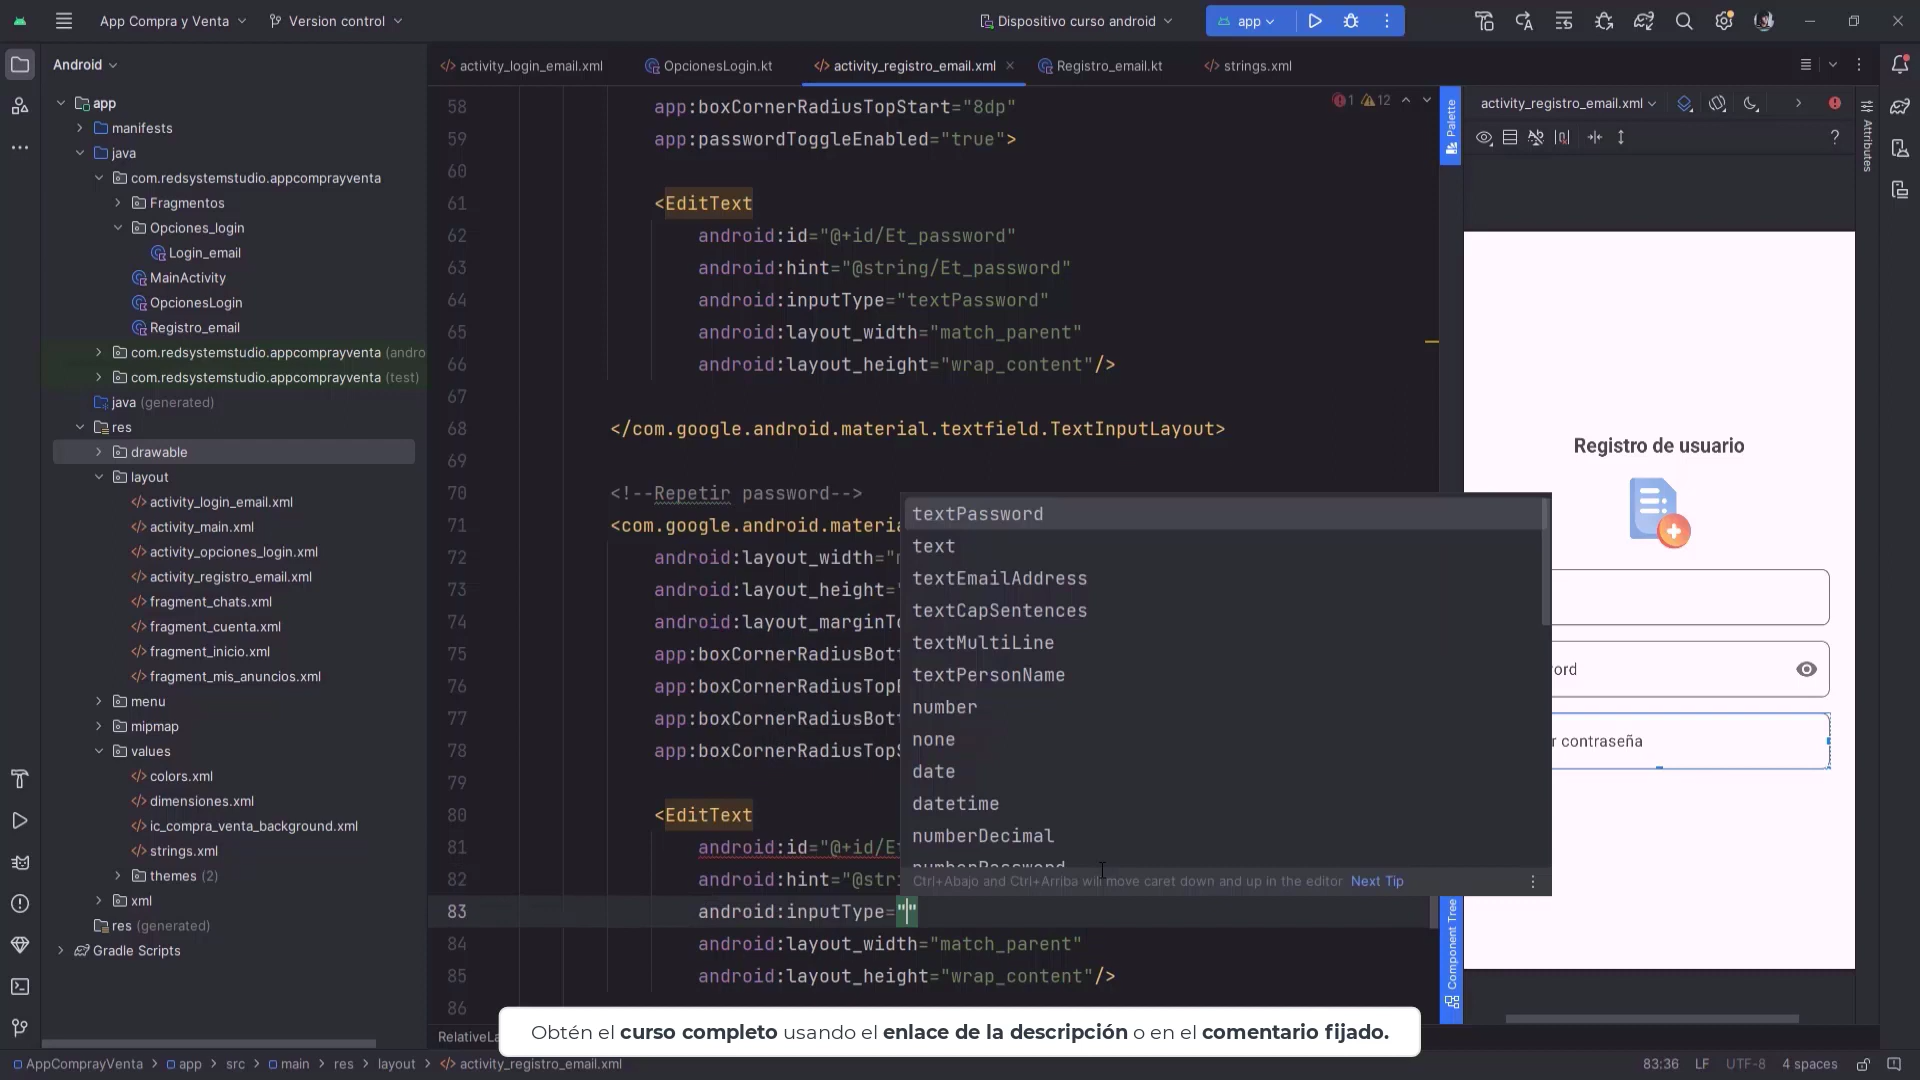 App Compra y Venta
Version control
Dispositivo curso android
app
Android
activity_login_email.xml
OpcionesLogin.kt
activity_registro_email.xml
Registro_email.kt
strings.xml
app
manifests
java
com.redsystemstudio.appcomprayventa
Fragmentos
Opciones_login
Login_email
MainActivity
OpcionesLogin
Registro_email
com.redsystemstudio.appcomprayventa (andro
com.redsystemstudio.appcomprayventa (test)
java (generated)
res
drawable
layout
activity_login_email.xml
activity_main.xml
activity_opciones_login.xml
activity_registro_email.xml
fragment_chats.xml
fragment_cuenta.xml
fragment_inicio.xml
fragment_mis_anuncios.xml
menu
mipmap
values
colors.xml
dimensiones.xml
ic_compra_venta_background.xml
strings.xml
themes (2)
xml
res (generated)
Gradle Scripts
1 12
58 app:boxCornerRadiusTopStart="8dp"
59 app:passwordToggleEnabled="true">
60
61 <EditText
62 android:id="@+id/Et_password"
63 android:hint="@string/Et_password"
64 android:inputType="textPassword"
65 android:layout_width="match_parent"
66 android:layout_height="wrap_content"/>
67
68 </com.google.android.material.textfield.TextInputLayout>
69
70 <!--Repetir password-->
71 <com.google.android.materia
72 android:layout_width="
73 android:layout_height=
74 android:layout_marginTo
75 app:boxCornerRadiusBott
76 app:boxCornerRadiusTop
77 app:boxCornerRadiusBott
78 app:boxCornerRadiusTop
79
80 <EditText
81 android:id="@+id/E
82 android:hint="@stri
83 android:inputType=""
84 android:layout_width="match_parent"
85 android:layout_height="wrap_content"/>
86
textPassword
text
textEmailAddress
textCapSentences
textMultiLine
textPersonName
number
none
date
datetime
numberDecimal
numberPassword
Ctrl+Abajo and Ctrl+Arriba will move caret down and up in the editor Next Tip
Palette
Component Tree
activity_registro_email.xml
Attributes
Registro de usuario
ord
r contraseña
Obtén el curso completo usando el enlace de la descripción o en el comentario fijado.
AppComprayVenta
app
src
main
res
layout
activity_registro_email.xml
83:36
LF
UTF-8
4 spaces